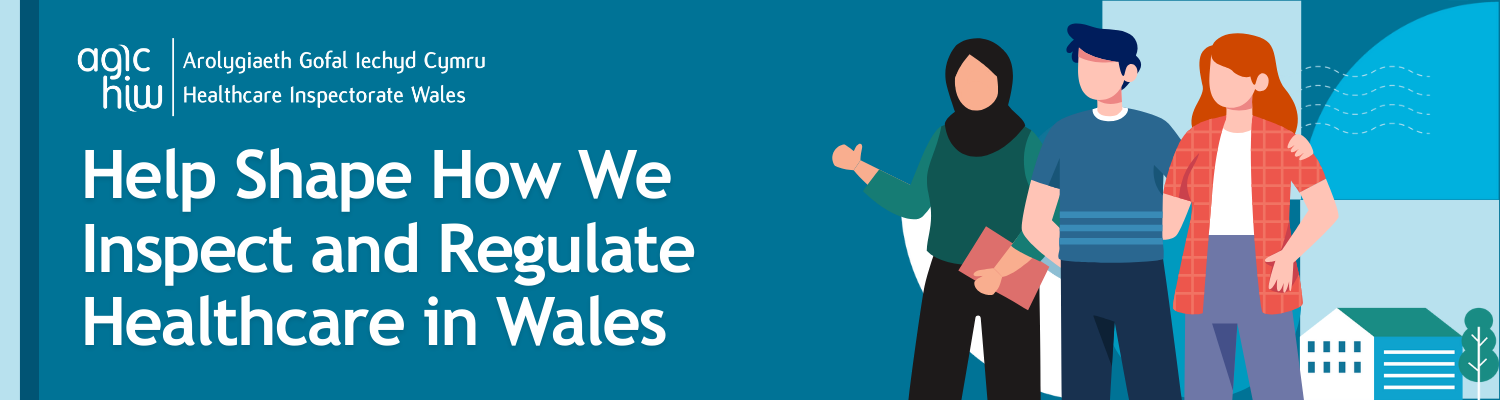 agic
hiw
Arolygiaeth Gofal Iechyd Cymru
Healthcare Inspectorate Wales
Help Shape How We
Inspect and Regulate
Healthcare in Wales